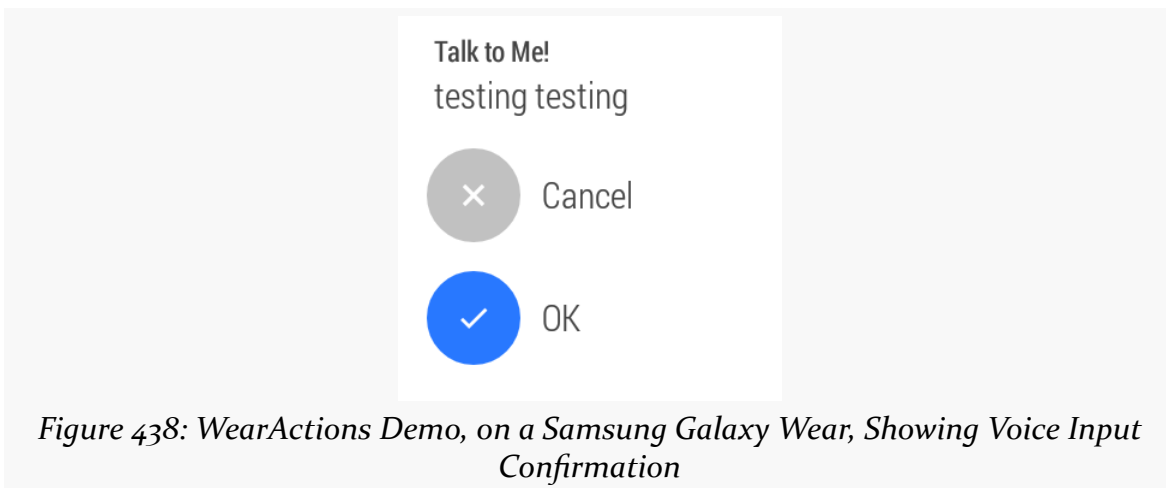 Talk to Me!
testing testing
Cancel
OK
Figure 438: WearActions Demo, on a Samsung Galaxy Wear, Showing Voice Input
Confirmation